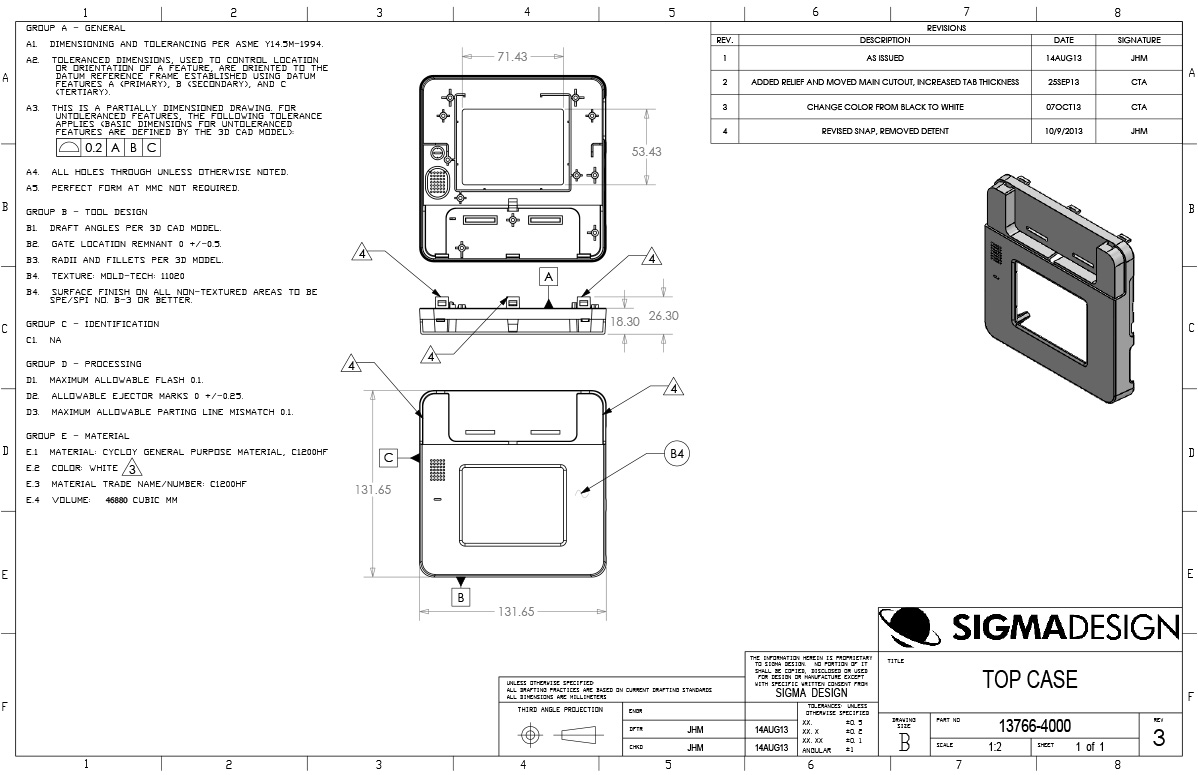 1 2 3 4 5 6 7 8
GROUP A - GENERAL
A1. DIMENSIONING AND TOLERANCING PER ASME Y14.5M-1994.
A2. TOLERANCED DIMENSIONS, USED TO CONTROL LOCATION
OR ORIENTATION OF A FEATURE, ARE ORIENTED TO THE
DATUM REFERENCE FRAME ESTABLISHED USING DATUM
FEATURES A (PRIMARY), B (SECONDARY), AND C
(TERTIARY).
A3. THIS IS A PARTIALLY DIMENSIONED DRAWING. FOR
UNTOLERANCED FEATURES, THE FOLLOWING TOLERANCE
APPLIES (BASIC DIMENSIONS FOR UNTOLERANCED
FEATURES ARE DEFINED BY THE 3D CAD MODEL):
0.2 A B C
A4. ALL HOLES THROUGH UNLESS OTHERWISE NOTED.
A5. PERFECT FORM AT MMC NOT REQUIRED.
GROUP B - TOOL DESIGN
B1. DRAFT ANGLES PER 3D CAD MODEL.
B2. GATE LOCATION REMNANT 0 +/-0.5.
B3. RADII AND FILLETS PER 3D MODEL.
B4. TEXTURE: MOLD-TECH: 11020
B4. SURFACE FINISH ON ALL NON-TEXTURED AREAS TO BE
SPE/SPI NO. B-3 OR BETTER.
GROUP C - IDENTIFICATION
C1. NA
GROUP D - PROCESSING
D1. MAXIMUM ALLOWABLE FLASH 0.1.
D2. ALLOWABLE EJECTOR MARKS 0 +/-0.25.
D3. MAXIMUM ALLOWABLE PARTING LINE MISMATCH 0.1.
GROUP E - MATERIAL
E.1 MATERIAL: CYCLOY GENERAL PURPOSE MATERIAL, C1200HF
E.2 COLOR: WHITE 3
E.3 MATERIAL TRADE NAME/NUMBER: C1200HF
E.4 VOLUME: 46880 CUBIC MM
A
B
C
D
E
F
71.43
53.43
4
4
A
18.30
26.30
4
4
4
C
B4
131.65
B
131.65
REVISIONS
REV. DESCRIPTION DATE SIGNATURE
1 AS ISSUED 14AUG13 JHM
2 ADDED RELIEF AND MOVED MAIN CUTOUT, INCREASED TAB THICKNESS 25SEP13 CTA
3 CHANGE COLOR FROM BLACK TO WHITE 07OCT13 CTA
4 REVISED SNAP, REMOVED DETENT 10/9/2013 JHM
A
B
C
D
E
F
UNLESS OTHERWISE SPECIFIED:
ALL DRAFTING PRACTICES ARE BASED ON CURRENT DRAFTING STANDARDS
ALL DIMENSIONS ARE MILLIMETERS
THIRD ANGLE PROJECTION
ENGR
DFTR JHM 14AUG13
CHKD JHM 14AUG13
THE INFORMATION HEREIN IS PROPRIETARY
TO SIGMA DESIGN. NO PORTION OF IT
SHALL BE COPIED, DISCLOSED OR USED
FOR DESIGN OR MANUFACTURE EXCEPT
WITH SPECIFIC WRITTEN CONSENT FROM
SIGMA DESIGN
TOLERANCES: UNLESS
OTHERWISE SPECIFIED
XX. ±0.5
XX. X ±0.2
XX. XX ±0.1
ANGULAR ±1
SIGMADESIGN
TITLE
TOP CASE
DRAWING
SIZE
B
PART NO
13766-4000
REV
3
SCALE 1:2
SHEET 1 of 1
1 2 3 4 5 6 7 8